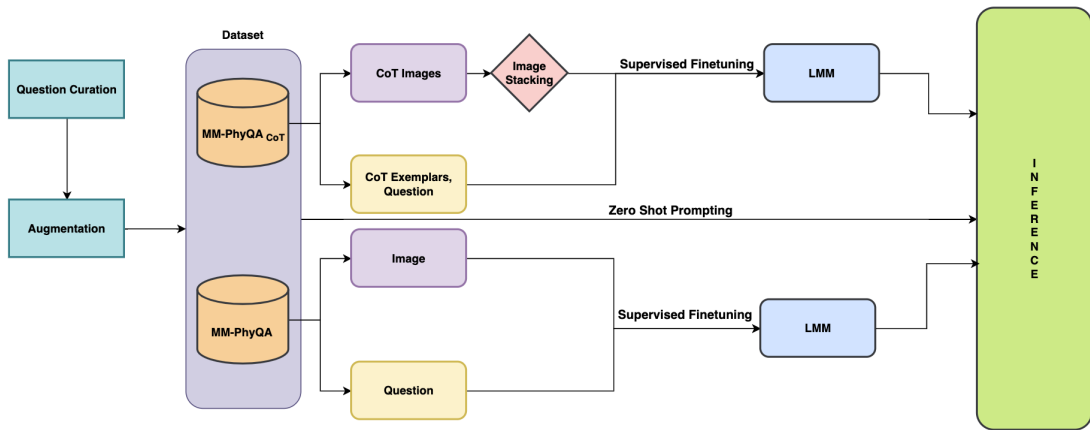 Dataset
Question Curation
Augmentation
MM-PhyQA CoT
MM-PhyQA
CoT Images
Image
Stacking
CoT Exemplars,
Question
Supervised Finetuning
LMM
Zero Shot Prompting
Image
Question
Supervised Finetuning
LMM
I
N
F
E
R
E
N
C
E